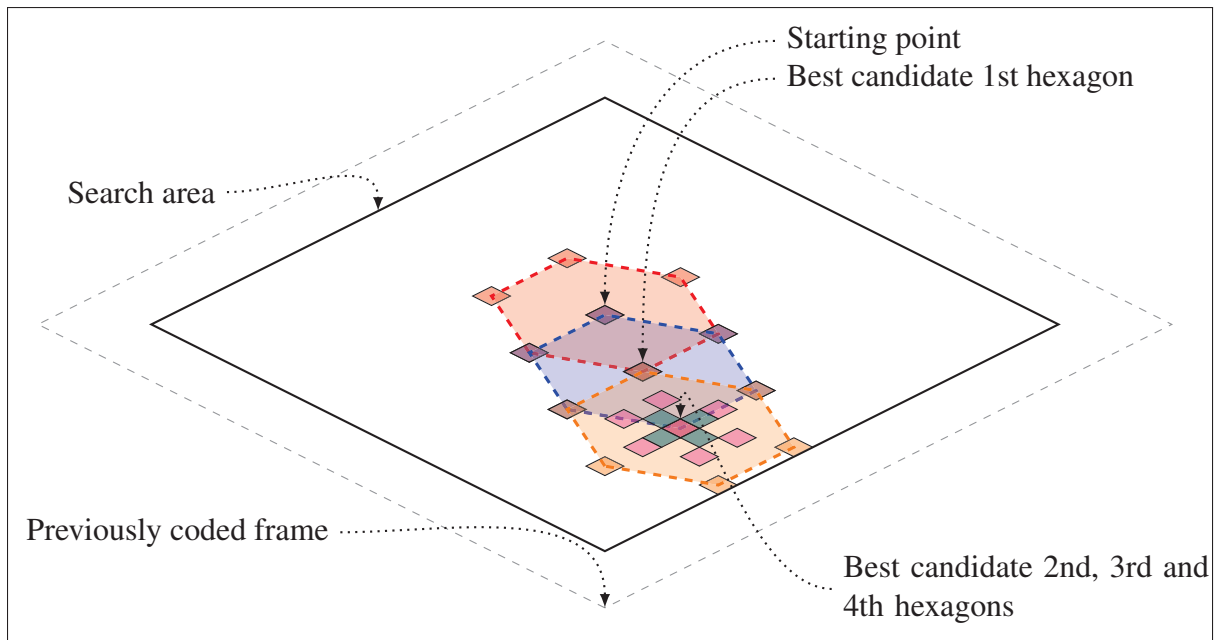 Starting point
Best candidate 1st hexagon
Search area
Previously coded frame
Best candidate 2nd, 3rd and
4th hexagons